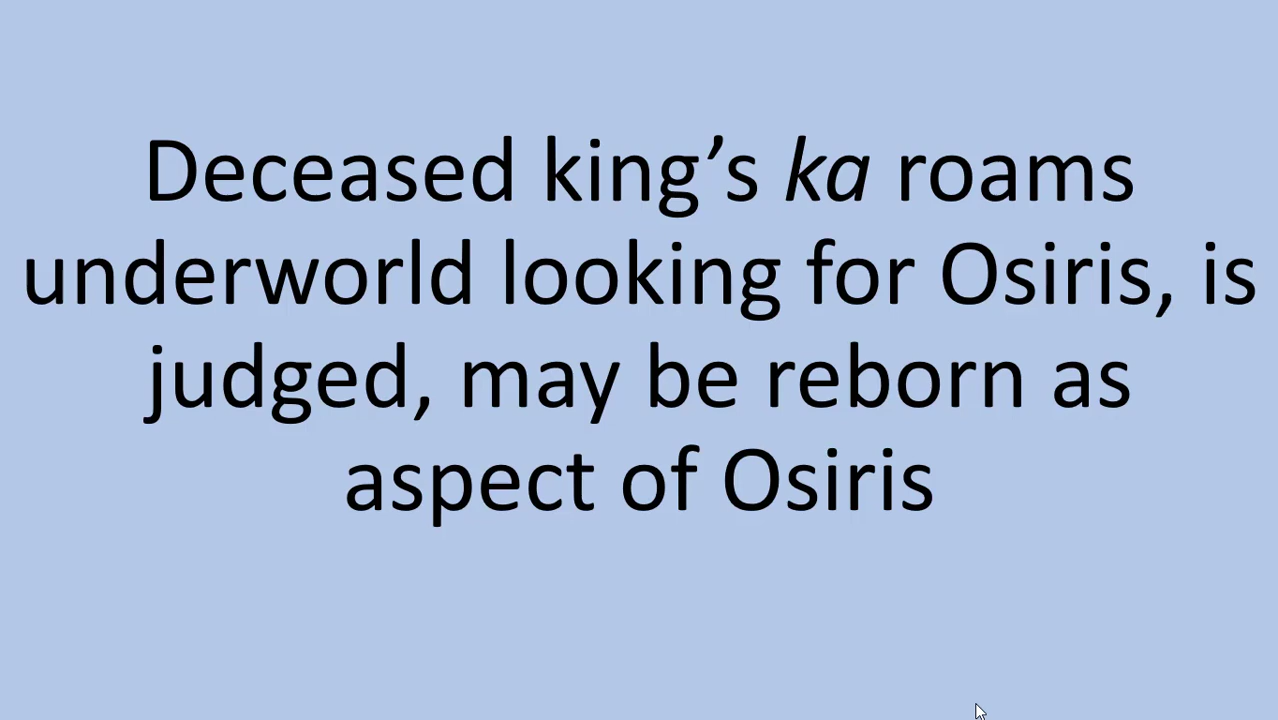 Deceased king’s ka roams
underworld looking for Osiris, is
judged, may be reborn as
aspect of Osiris